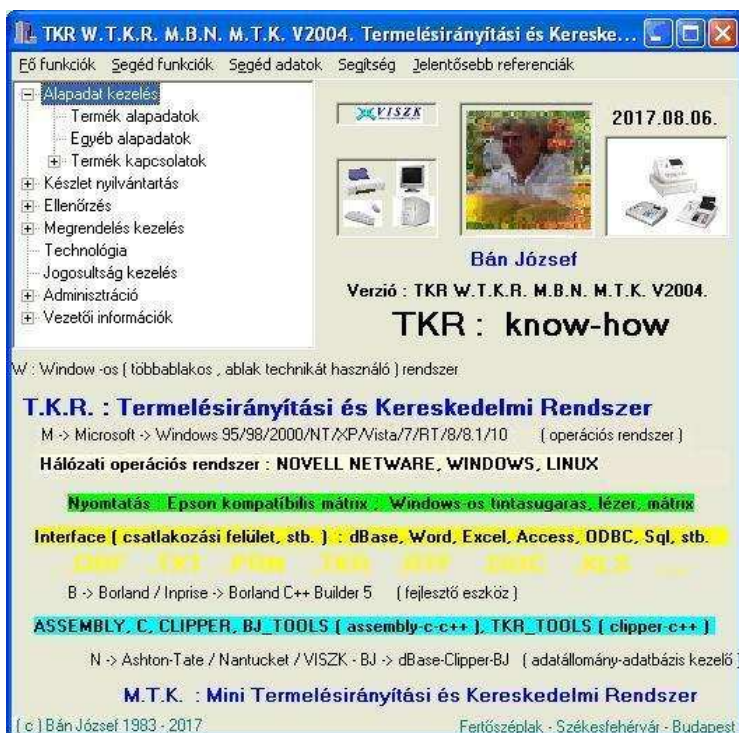 TKR W.T.K.R. M.B.N. M.T.K. V2004. Termelésirányítási és Kereske...
Fő funkciók Segéd funkciók Segéd adatok Segítség Jelentősebb referenciák
Alapadat kezelés
Termék alapadatok
Egyéb alapadatok
Termék kapcsolatok
Készlet nyilvántartás
Ellenőrzés
Megrendelés kezelés
Technológia
Jogosultság kezelés
Adminisztráció
Vezetői információk
VISZK
2017.08.06.
Bán József
Verzió : TKR W.T.K.R. M.B.N. M.T.K. V2004.
TKR : know-how
W : Window -os ( többablakos , ablak technikát használó ) rendszer
T.K.R. : Termelésirányítási és Kereskedelmi Rendszer
M -> Microsoft -> Windows 95/98/2000/NT/XP/Vista/7/RT/8/8.1/10 ( operációs rendszer )
Hálózati operációs rendszer : NOVELL NETWARE, WINDOWS, LINUX
Nyomtatás : Epson kompatíbilis mátrix ; Windows-os tintasugaras, lézer, mátrix
Interface ( csatlakozási felület, stb. ) : dBase, Word, Excel, Access, ODBC, Sql, stb.
B -> Borland / Inprise -> Borland C++ Builder 5 ( fejlesztő eszköz )
ASSEMBLY, C, CLIPPER, BJ_TOOLS ( assembly-c-c++ ), TKR_TOOLS ( clipper-c++ )
N -> Ashton-Tate / Nantucket / VISZK - BJ -> dBase-Clipper-BJ ( adatállomány-adatbázis kezelő )
M.T.K. : Mini Termelésirányítási és Kereskedelmi Rendszer
( c ) Bán József 1983 - 2017
Fertőszéplak - Székesfehérvár - Budapest